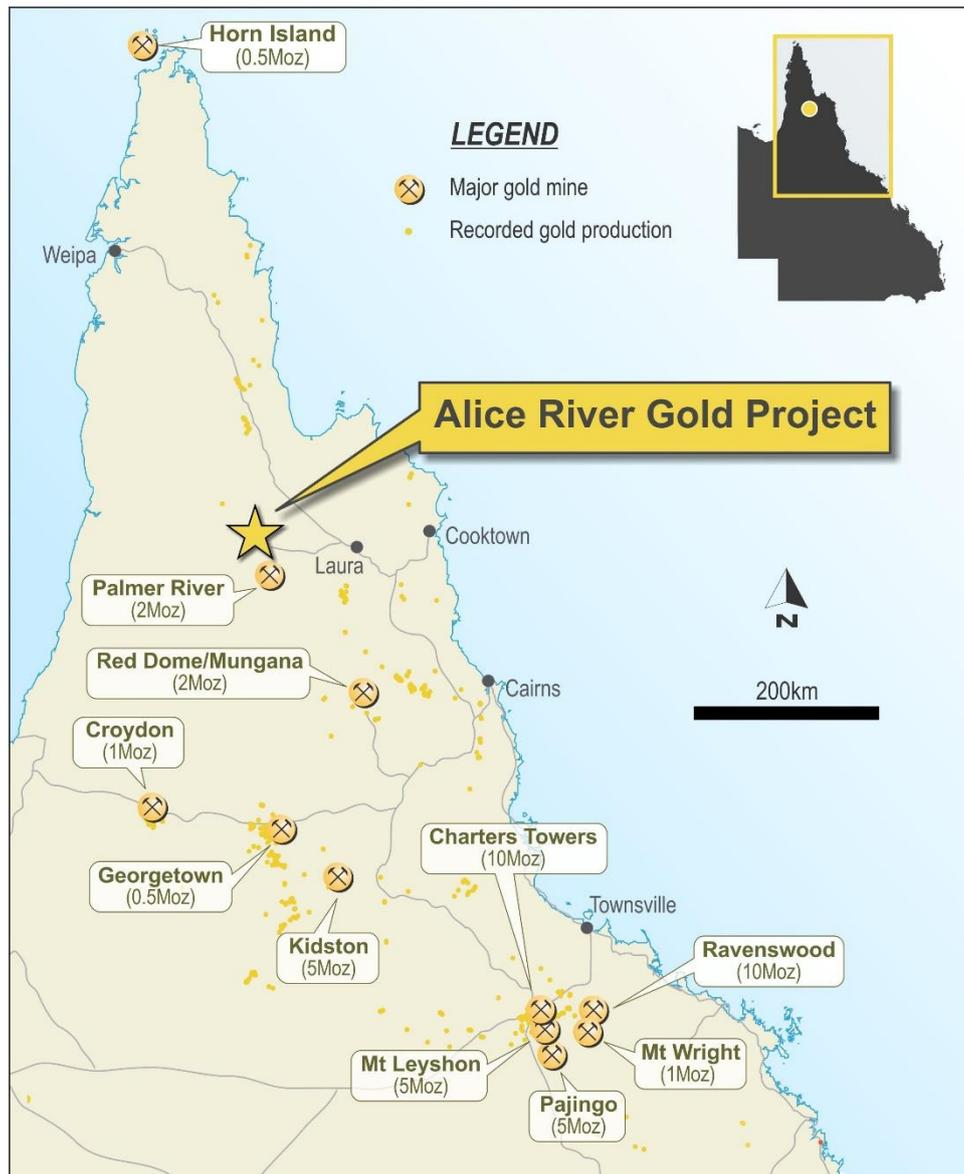 Horn Island
(0.5Moz)
LEGEND
Major gold mine
Recorded gold production
Weipa
Alice River Gold Project
Cooktown
Laura
Palmer River
(2Moz)
N
Red Dome/Mungana
(2Moz)
Cairns
200km
Croydon
(1Moz)
Charters Towers
(10Moz)
Georgetown
(0.5Moz)
Townsville
Kidston
(5Moz)
Ravenswood
(10Moz)
Mt Leyshon
(5Moz)
Mt Wright
(1Moz)
Pajingo
(5Moz)